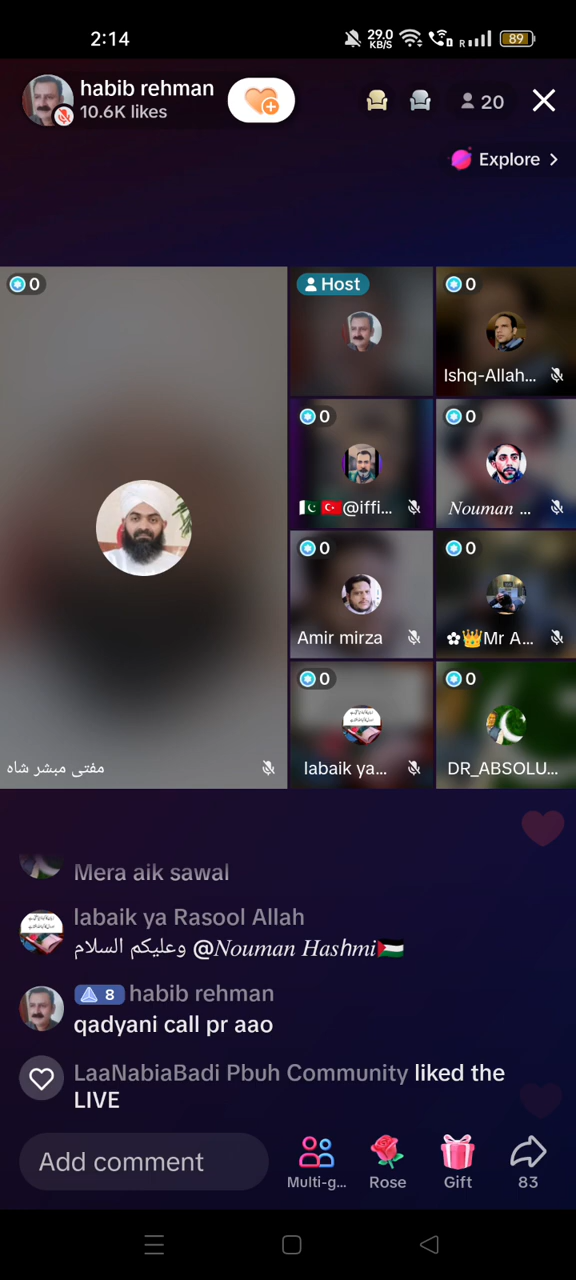 2:14
29.0
KB/S
R
89
habib rehman
10.6K likes
20
Explore
0
Host
0
Ishq-Allah...
0
🇵🇰🇹🇷@iffi...
0
Nouman ...
مفتی مبشر شاہ
0
Amir mirza
0
✿👑Mr A...
0
labaik ya...
0
DR_ABSOLU...
Mera aik sawal
labaik ya Rasool Allah
وعليكم السلام @Nouman Hashmi🇵🇸
8 habib rehman
qadyani call pr aao
LaaNabiaBadi Pbuh Community liked the
LIVE
Add comment
Multi-g...
Rose
Gift
83